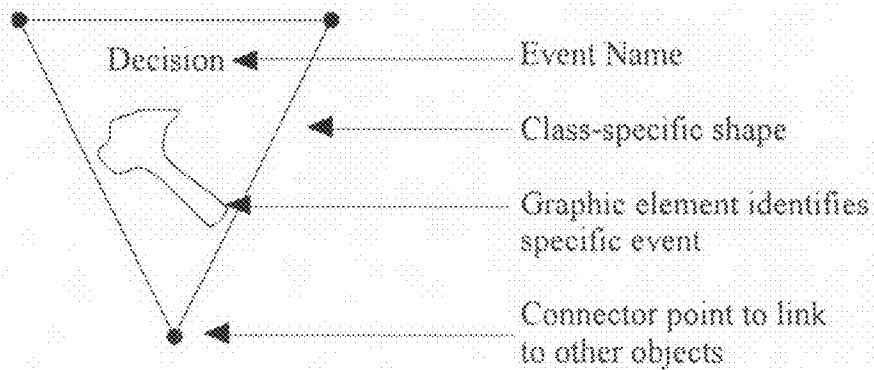 Decision
Event Name
Class-specific shape
Graphic element identifies
specific event
Connector point to link
to other objects